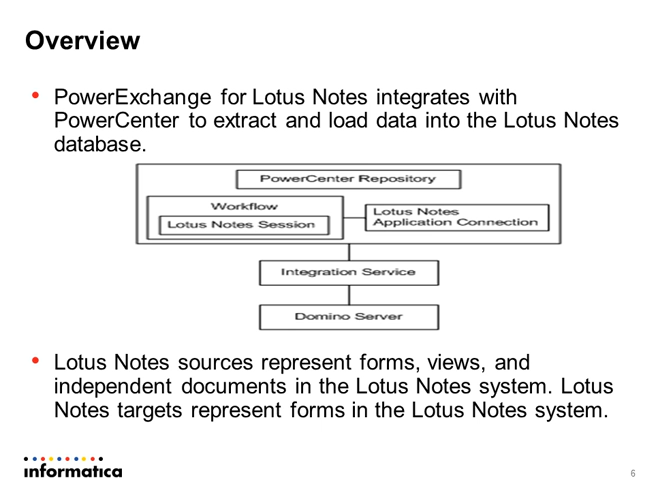 Overview
• PowerExchange for Lotus Notes integrates with
PowerCenter to extract and load data into the Lotus Notes
database.
PowerCenter Repository
Workflow
Lotus Notes Session
Lotus Notes
Application Connection
Integration Service
Domino Server
• Lotus Notes sources represent forms, views, and
independent documents in the Lotus Notes system. Lotus
Notes targets represent forms in the Lotus Notes system.
informatica
6